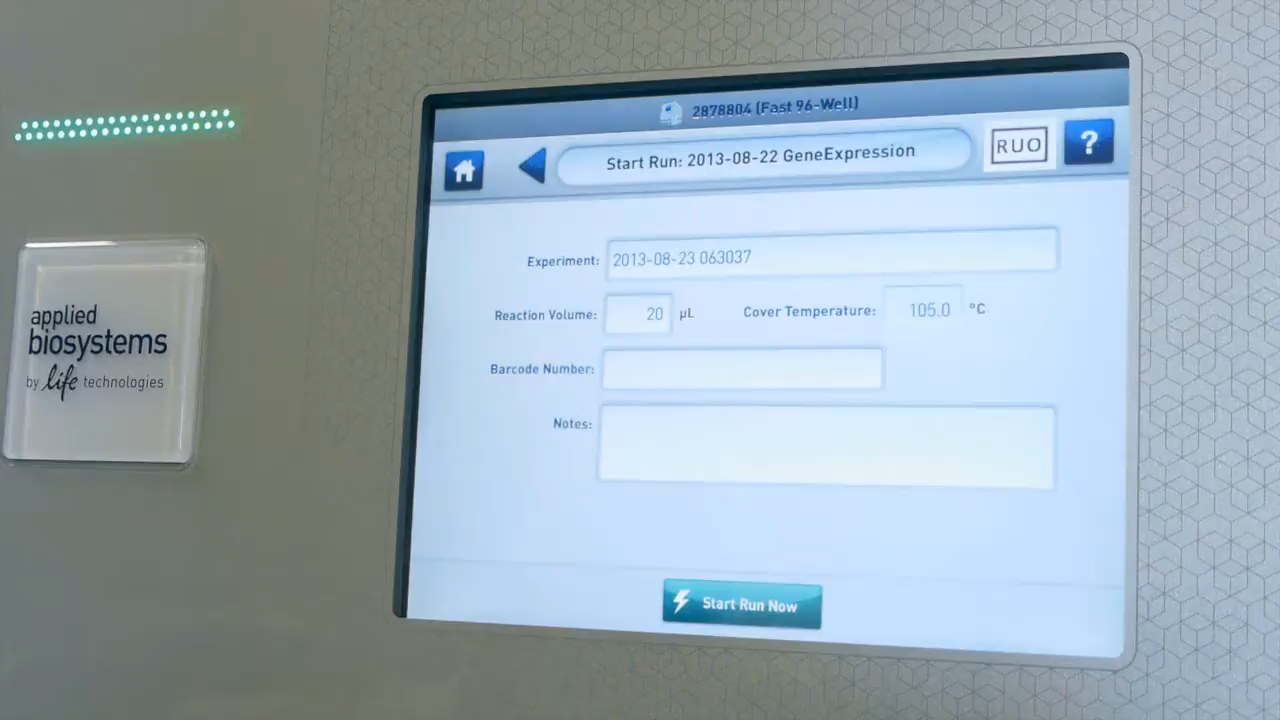 2878804 (Fast 96-Well)
Start Run: 2013-08-22 GeneExpression
RUO
?
Experiment: 2013-08-23 063037
Reaction Volume: 20 µL Cover Temperature: 105.0 °C
Barcode Number:
Notes:
Start Run Now
applied
biosystems
by life technologies